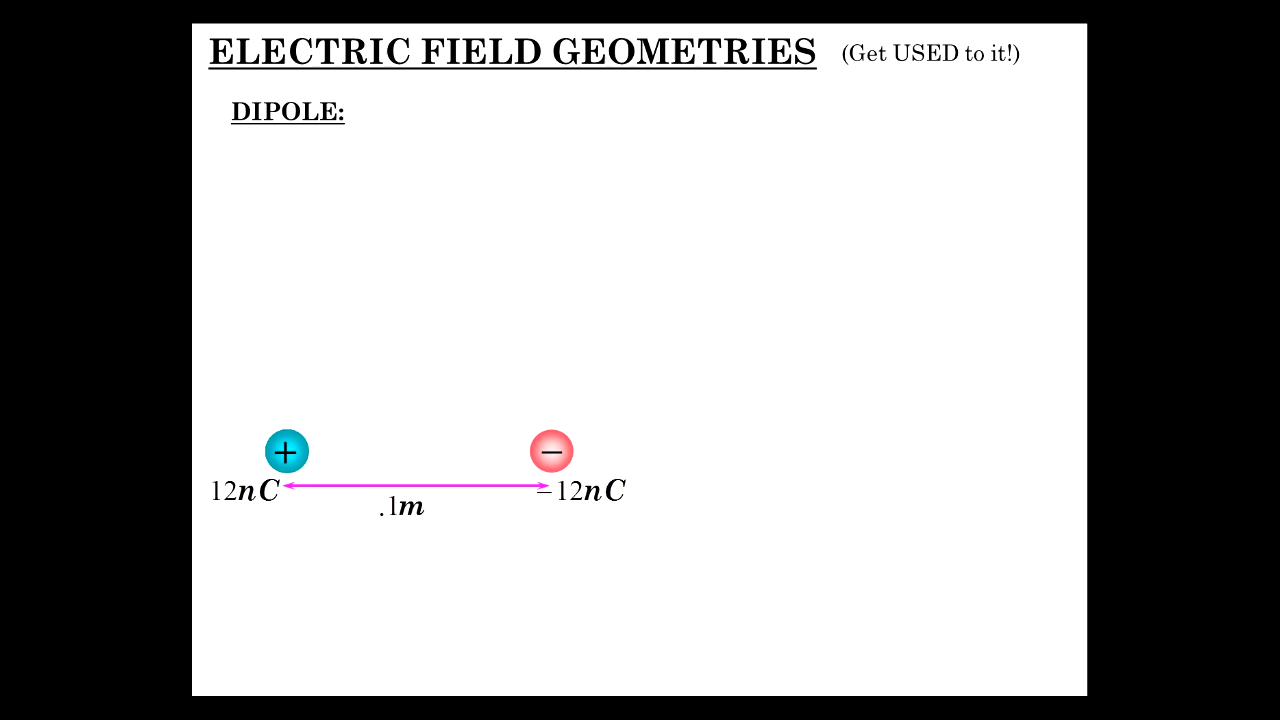 ELECTRIC FIELD GEOMETRIES (Get USED to it!)
DIPOLE:
+ −
12nC −12nC
.1m